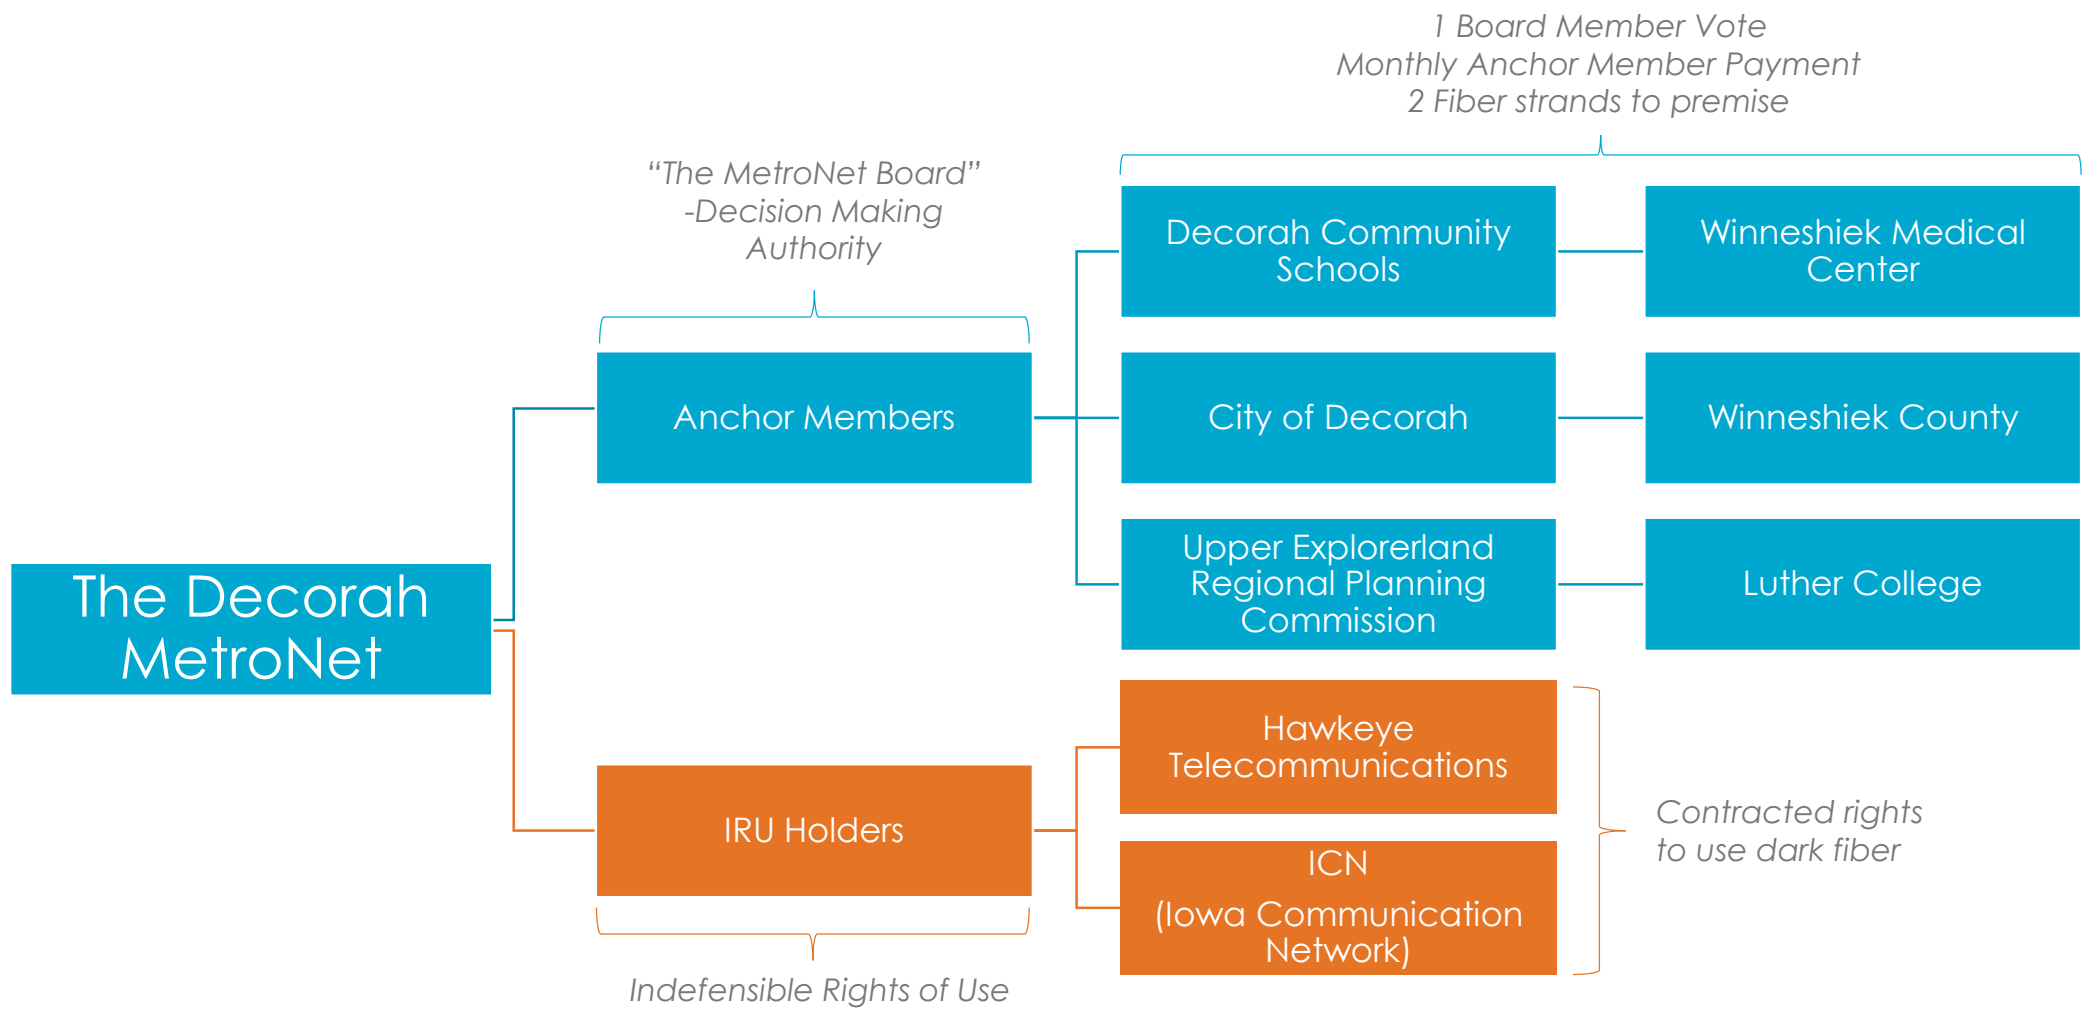 1 Board Member Vote
Monthly Anchor Member Payment
2 Fiber strands to premise
“The MetroNet Board”
-Decision Making
Authority
Decorah Community
Schools
Winneshiek Medical
Center
Anchor Members
City of Decorah
Winneshiek County
Upper Explorerland
Regional Planning
Commission
Luther College
The Decorah
MetroNet
Hawkeye
Telecommunications
IRU Holders
Contracted rights
to use dark fiber
ICN
(Iowa Communication
Network)
Indefensible Rights of Use